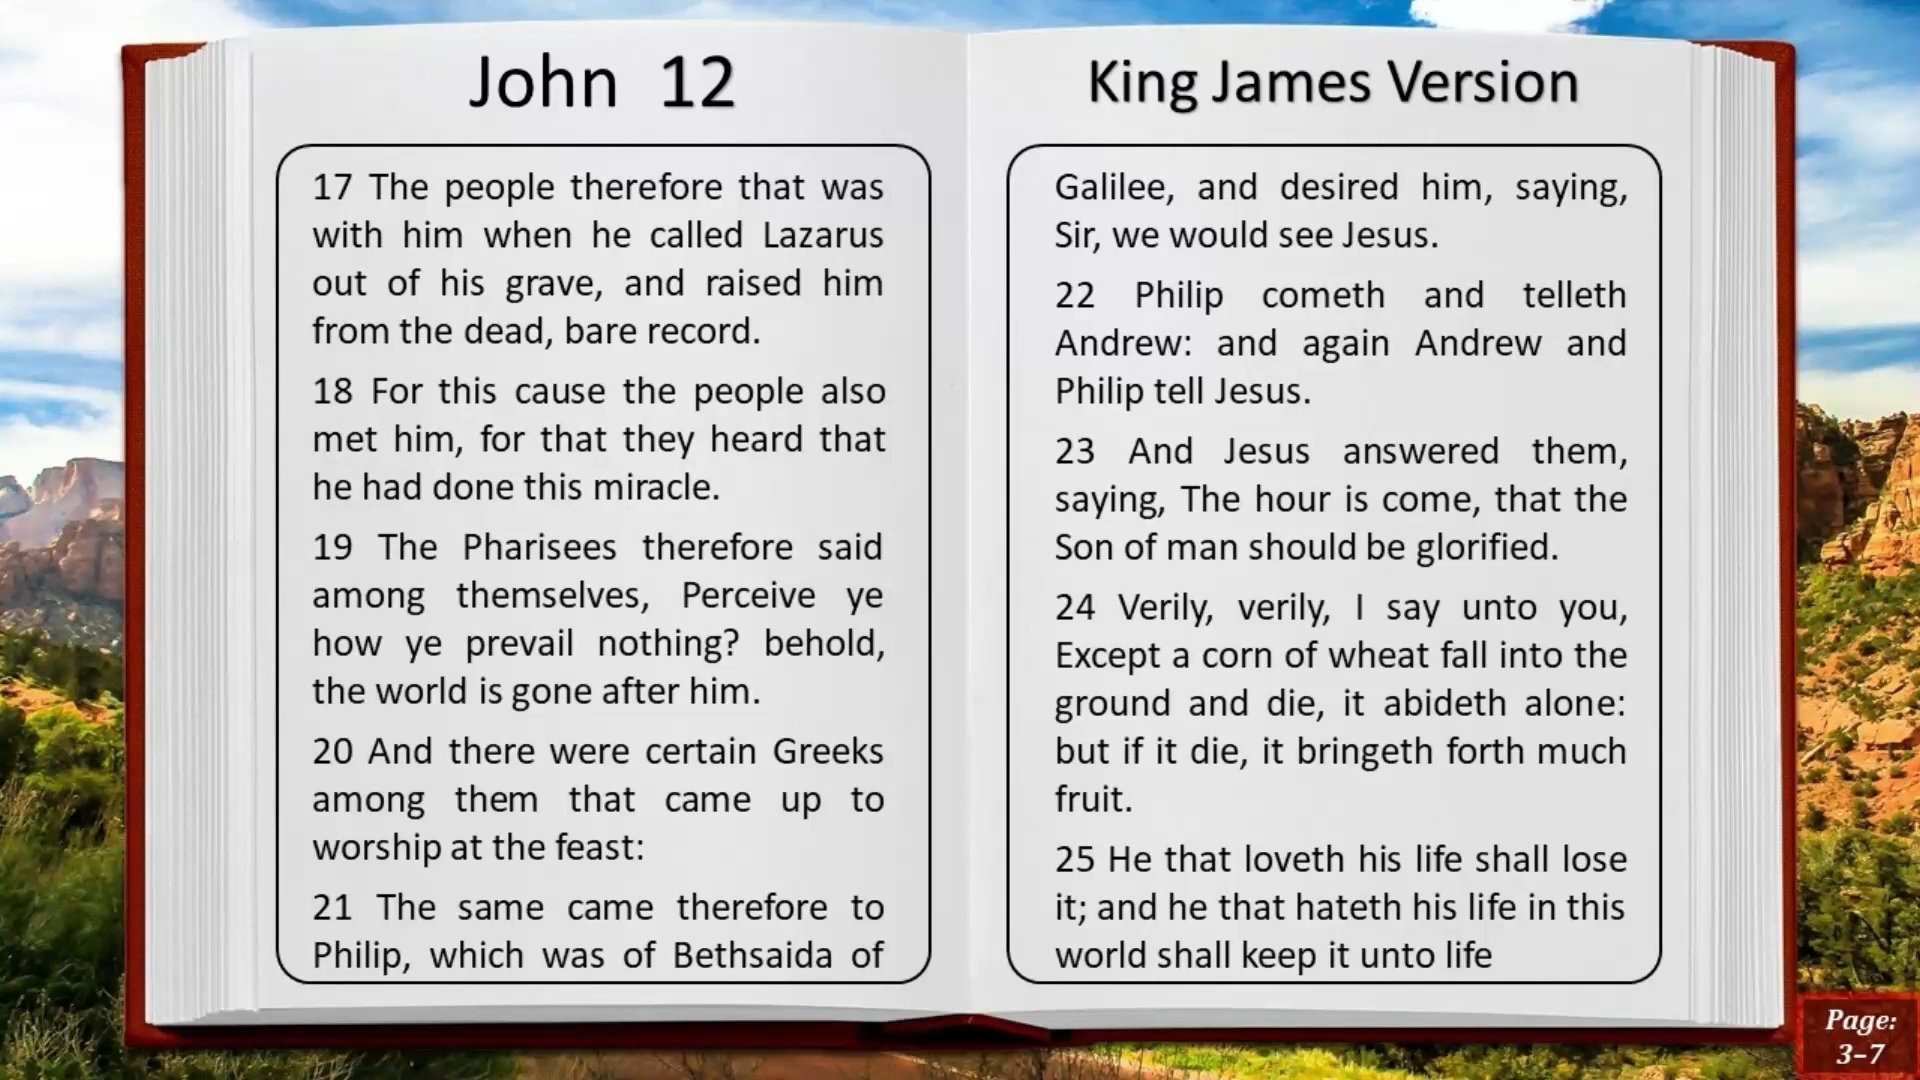 John 12
17 The people therefore that was
with him when he called Lazarus
out of his grave, and raised him
from the dead, bare record.
18 For this cause the people also
met him, for that they heard that
he had done this miracle.
19 The Pharisees therefore said
among themselves, Perceive ye
how ye prevail nothing? behold,
the world is gone after him.
20 And there were certain Greeks
among them that came up to
worship at the feast:
21 The same came therefore to
Philip, which was of Bethsaida of
King James Version
Galilee, and desired him, saying,
Sir, we would see Jesus.
22 Philip cometh and telleth
Andrew: and again Andrew and
Philip tell Jesus.
23 And Jesus answered them,
saying, The hour is come, that the
Son of man should be glorified.
24 Verily, verily, I say unto you,
Except a corn of wheat fall into the
ground and die, it abideth alone:
but if it die, it bringeth forth much
fruit.
25 He that loveth his life shall lose
it; and he that hateth his life in this
world shall keep it unto life
Page:
3–7